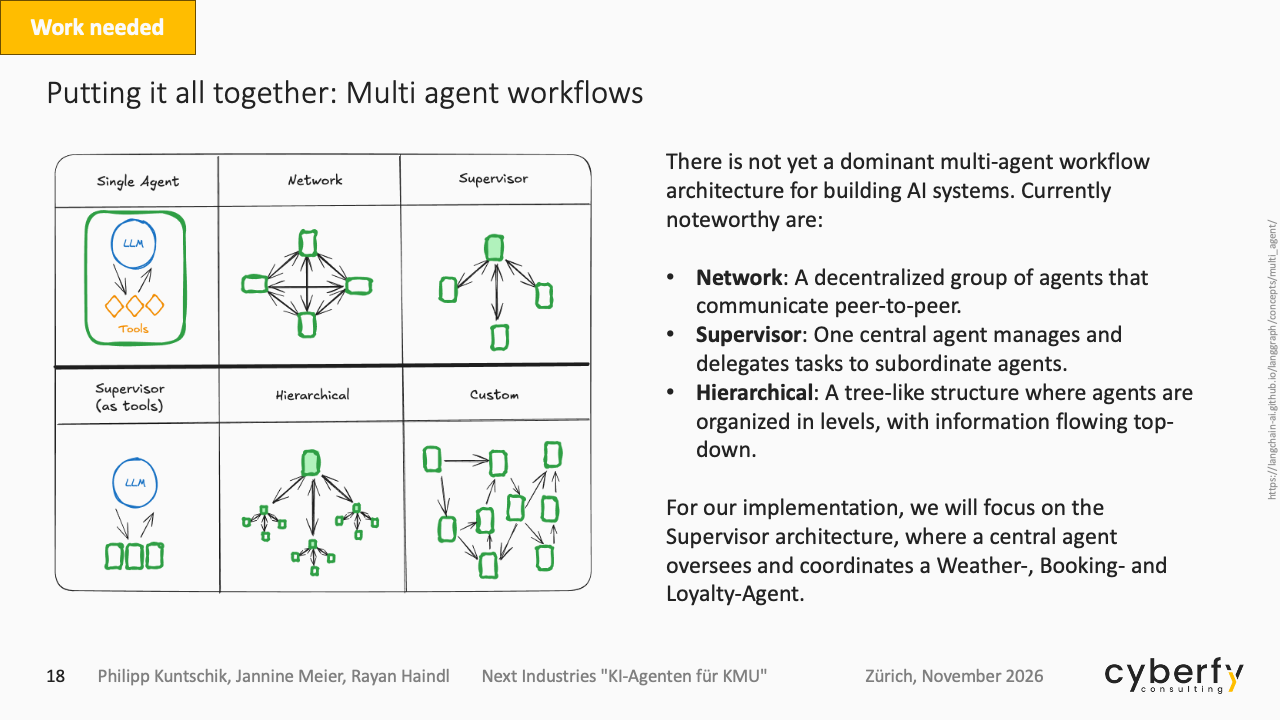 Work needed
Putting it all together: Multi agent workflows
Single Agent
Network
Supervisor
LLM
Tools
Supervisor
(as tools)
Hierarchical
Custom
LLM
There is not yet a dominant multi-agent workflow
architecture for building AI systems. Currently
noteworthy are:
• Network: A decentralized group of agents that
communicate peer-to-peer.
• Supervisor: One central agent manages and
delegates tasks to subordinate agents.
• Hierarchical: A tree-like structure where agents are
organized in levels, with information flowing top-
down.
For our implementation, we will focus on the
Supervisor architecture, where a central agent
oversees and coordinates a Weather-, Booking- and
Loyalty-Agent.
https://langchain-ai.github.io/langgraph/concepts/multi_agent/
18 Philipp Kuntschik, Jannine Meier, Rayan Haindl Next Industries "KI-Agenten für KMU" Zürich, November 2026
cyberfy
consulting